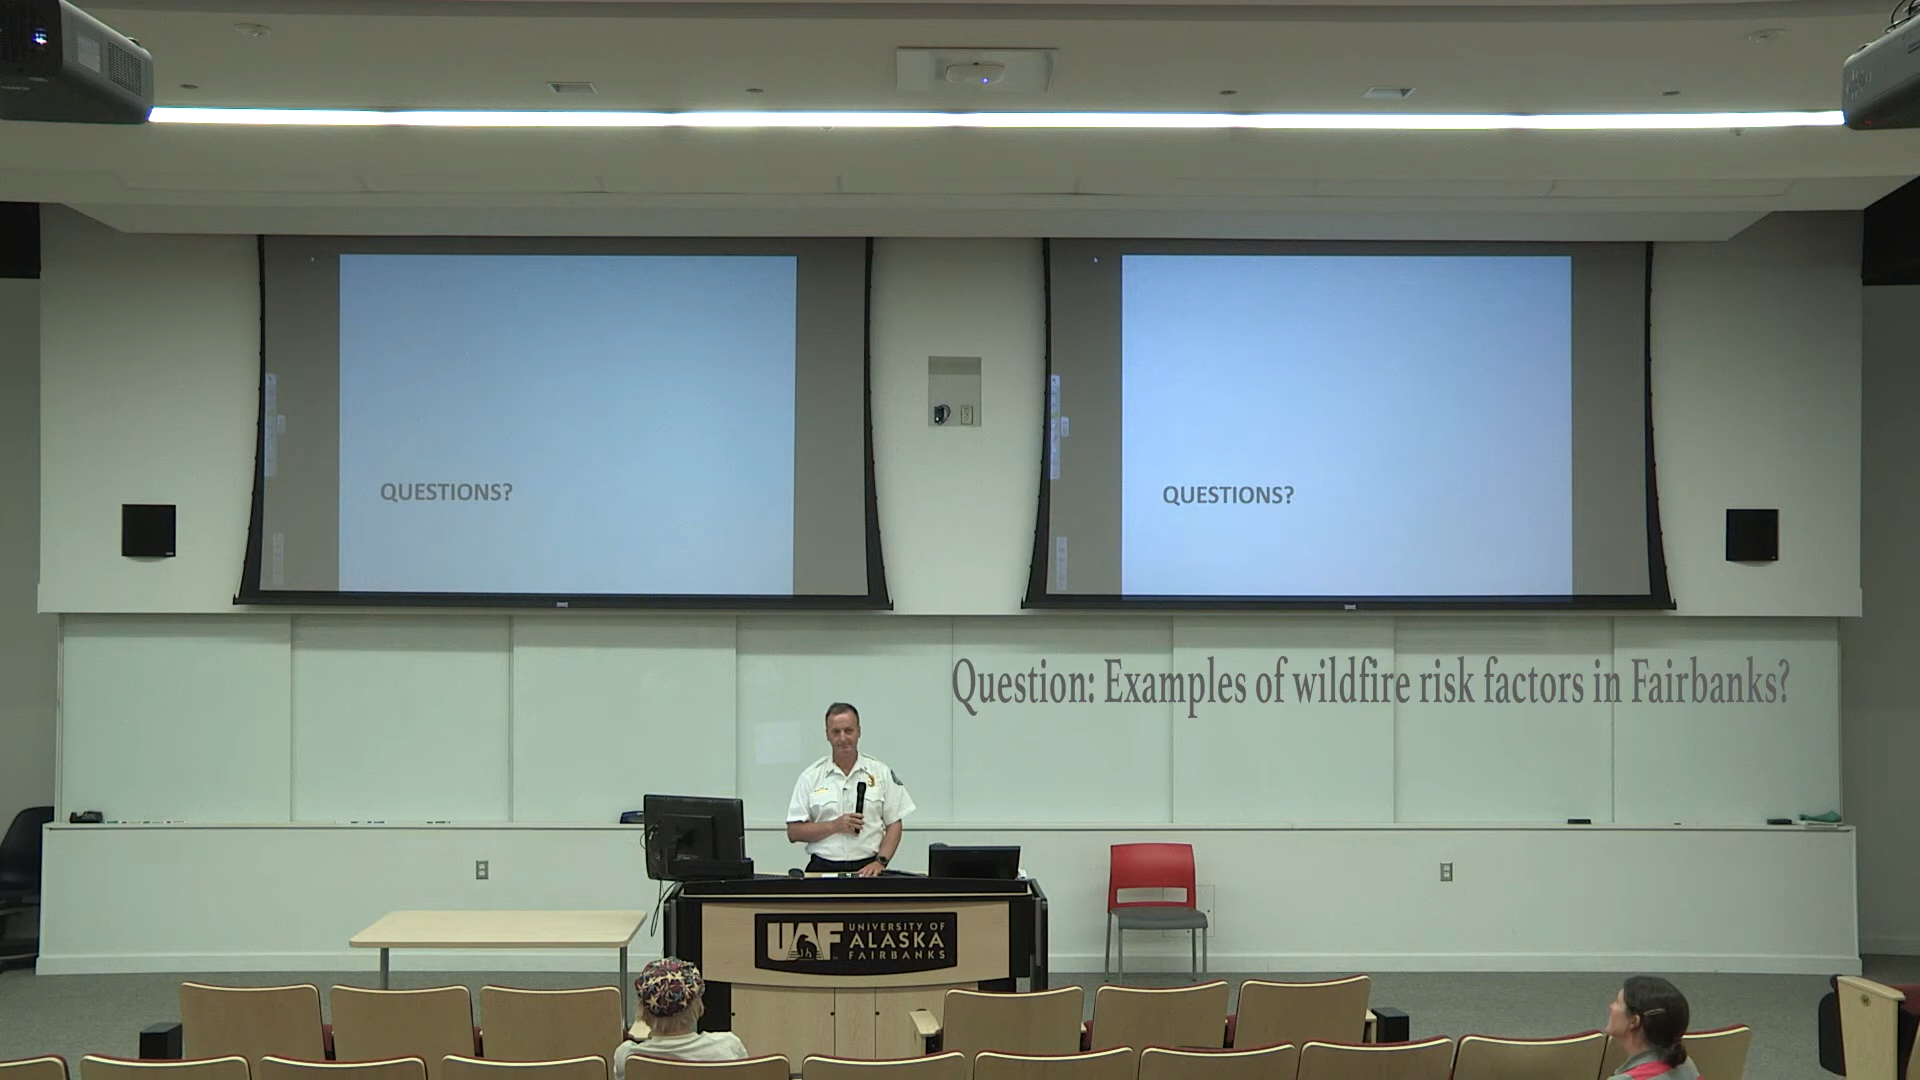 QUESTIONS?
QUESTIONS?
Question: Examples of wildfire risk factors in Fairbanks?
UAF
UNIVERSITY OF
ALASKA
FAIRBANKS